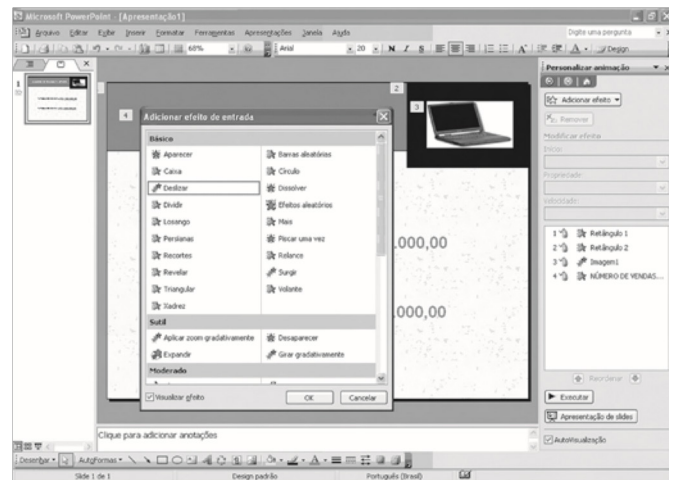 Microsoft PowerPoint - [Apresentação1]
Arquivo Editar Exibir Inserir Formatar Ferramentas Apresentações Janela Ajuda
Digite uma pergunta
68%
Arial
20
N I S
Design
Personalizar animação
Adicionar efeito
Remover
Modificar efeito
Início:
Propriedade:
Velocidade:
1 Retângulo 1
2 Retângulo 2
3 Imagem1
4 NÚMERO DE VENDAS...
Reordenar
Executar
Apresentação de slides
AutoVisualização
1
2
3
4
.000,00
.000,00
Adicionar efeito de entrada
Básico
Aparecer Barras aleatórias
Caixa Círculo
Deslizar Dissolver
Dividir Efeitos aleatórios
Losango Mais
Persianas Piscar uma vez
Recortes Relance
Revelar Surgir
Triangular Volante
Xadrez
Sutil
Aplicar zoom gradativamente Desaparecer
Expandir Girar gradativamente
Moderado
Visualizar efeito OK Cancelar
Clique para adicionar anotações
Desenhar AutoFormas
Slide 1 de 1 Design padrão Português (Brasil)